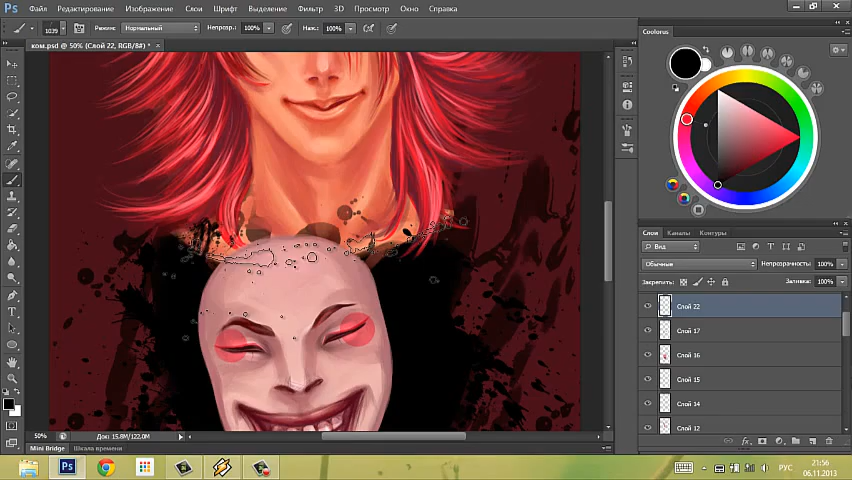 Ps Файл Редактирование Изображение Слои Шрифт Выделение Фильтр 3D Просмотр Окно Справка
1039 Режим: Нормальный Непрозр.: 100% Наж.: 100%
ком.psd @ 50% (Слой 22, RGB/8#) * ×
Coolorus
Слои Каналы Контуры
Вид
Обычные Непрозрачность: 100%
Закрепить: Заливка: 100%
Слой 22
Слой 17
Слой 16
Слой 15
Слой 14
Слой 12
50% Док: 15.8M/122.0M
Mini Bridge Шкала времени
Ps РУС 21:56
06.11.2013